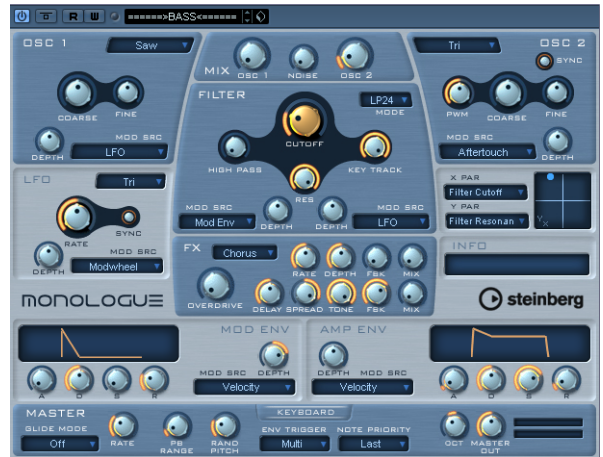 R W ======>BASS<======
OSC 1 Saw
COARSE FINE
DEPTH MOD SRC
LFO
MIX OSC 1 NOISE OSC 2
Tri OSC 2
SYNC
PWM COARSE FINE
MOD SRC
Aftertouch DEPTH
FILTER
LP24
MODE
CUTOFF
HIGH PASS KEY TRACK
RES
MOD SRC MOD SRC
Mod Env DEPTH DEPTH LFO
LFO Tri
RATE SYNC
DEPTH MOD SRC
Modwheel
X PAR
Filter Cutoff
Y PAR
Filter Resonan
Y X
FX Chorus
RATE DEPTH FBK MIX
OVERDRIVE
DELAY SPREAD TONE FBK MIX
INFO
MONOLOGUE
steinberg
MOD ENV
MOD SRC DEPTH
Velocity
A D S R
AMP ENV
DEPTH MOD SRC
Velocity
A D S R
MASTER
GLIDE MODE
Off
RATE
PB RANGE
RAND PITCH
KEYBOARD
ENV TRIGGER NOTE PRIORITY
Multi Last
OCT MASTER OUT